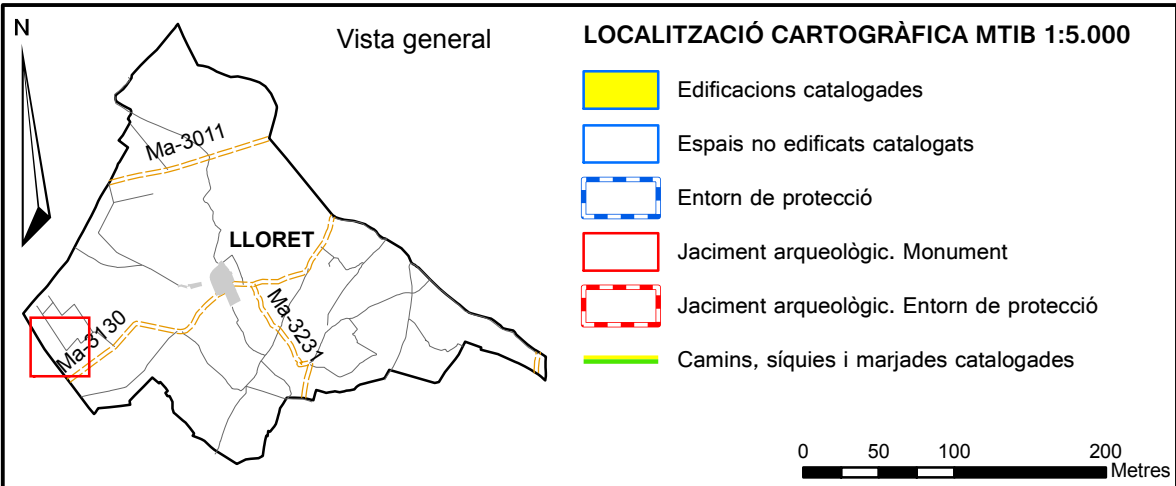 N
Vista general
Ma-3011
LLORET
Ma-3130
Ma-3231
LOCALITZACIÓ CARTOGRÀFICA MTIB 1:5.000
Edificacions catalogades
Espais no edificats catalogats
Entorn de protecció
Jaciment arqueològic. Monument
Jaciment arqueològic. Entorn de protecció
Camins, síquies i marjades catalogades
0 50 100 200
Metres